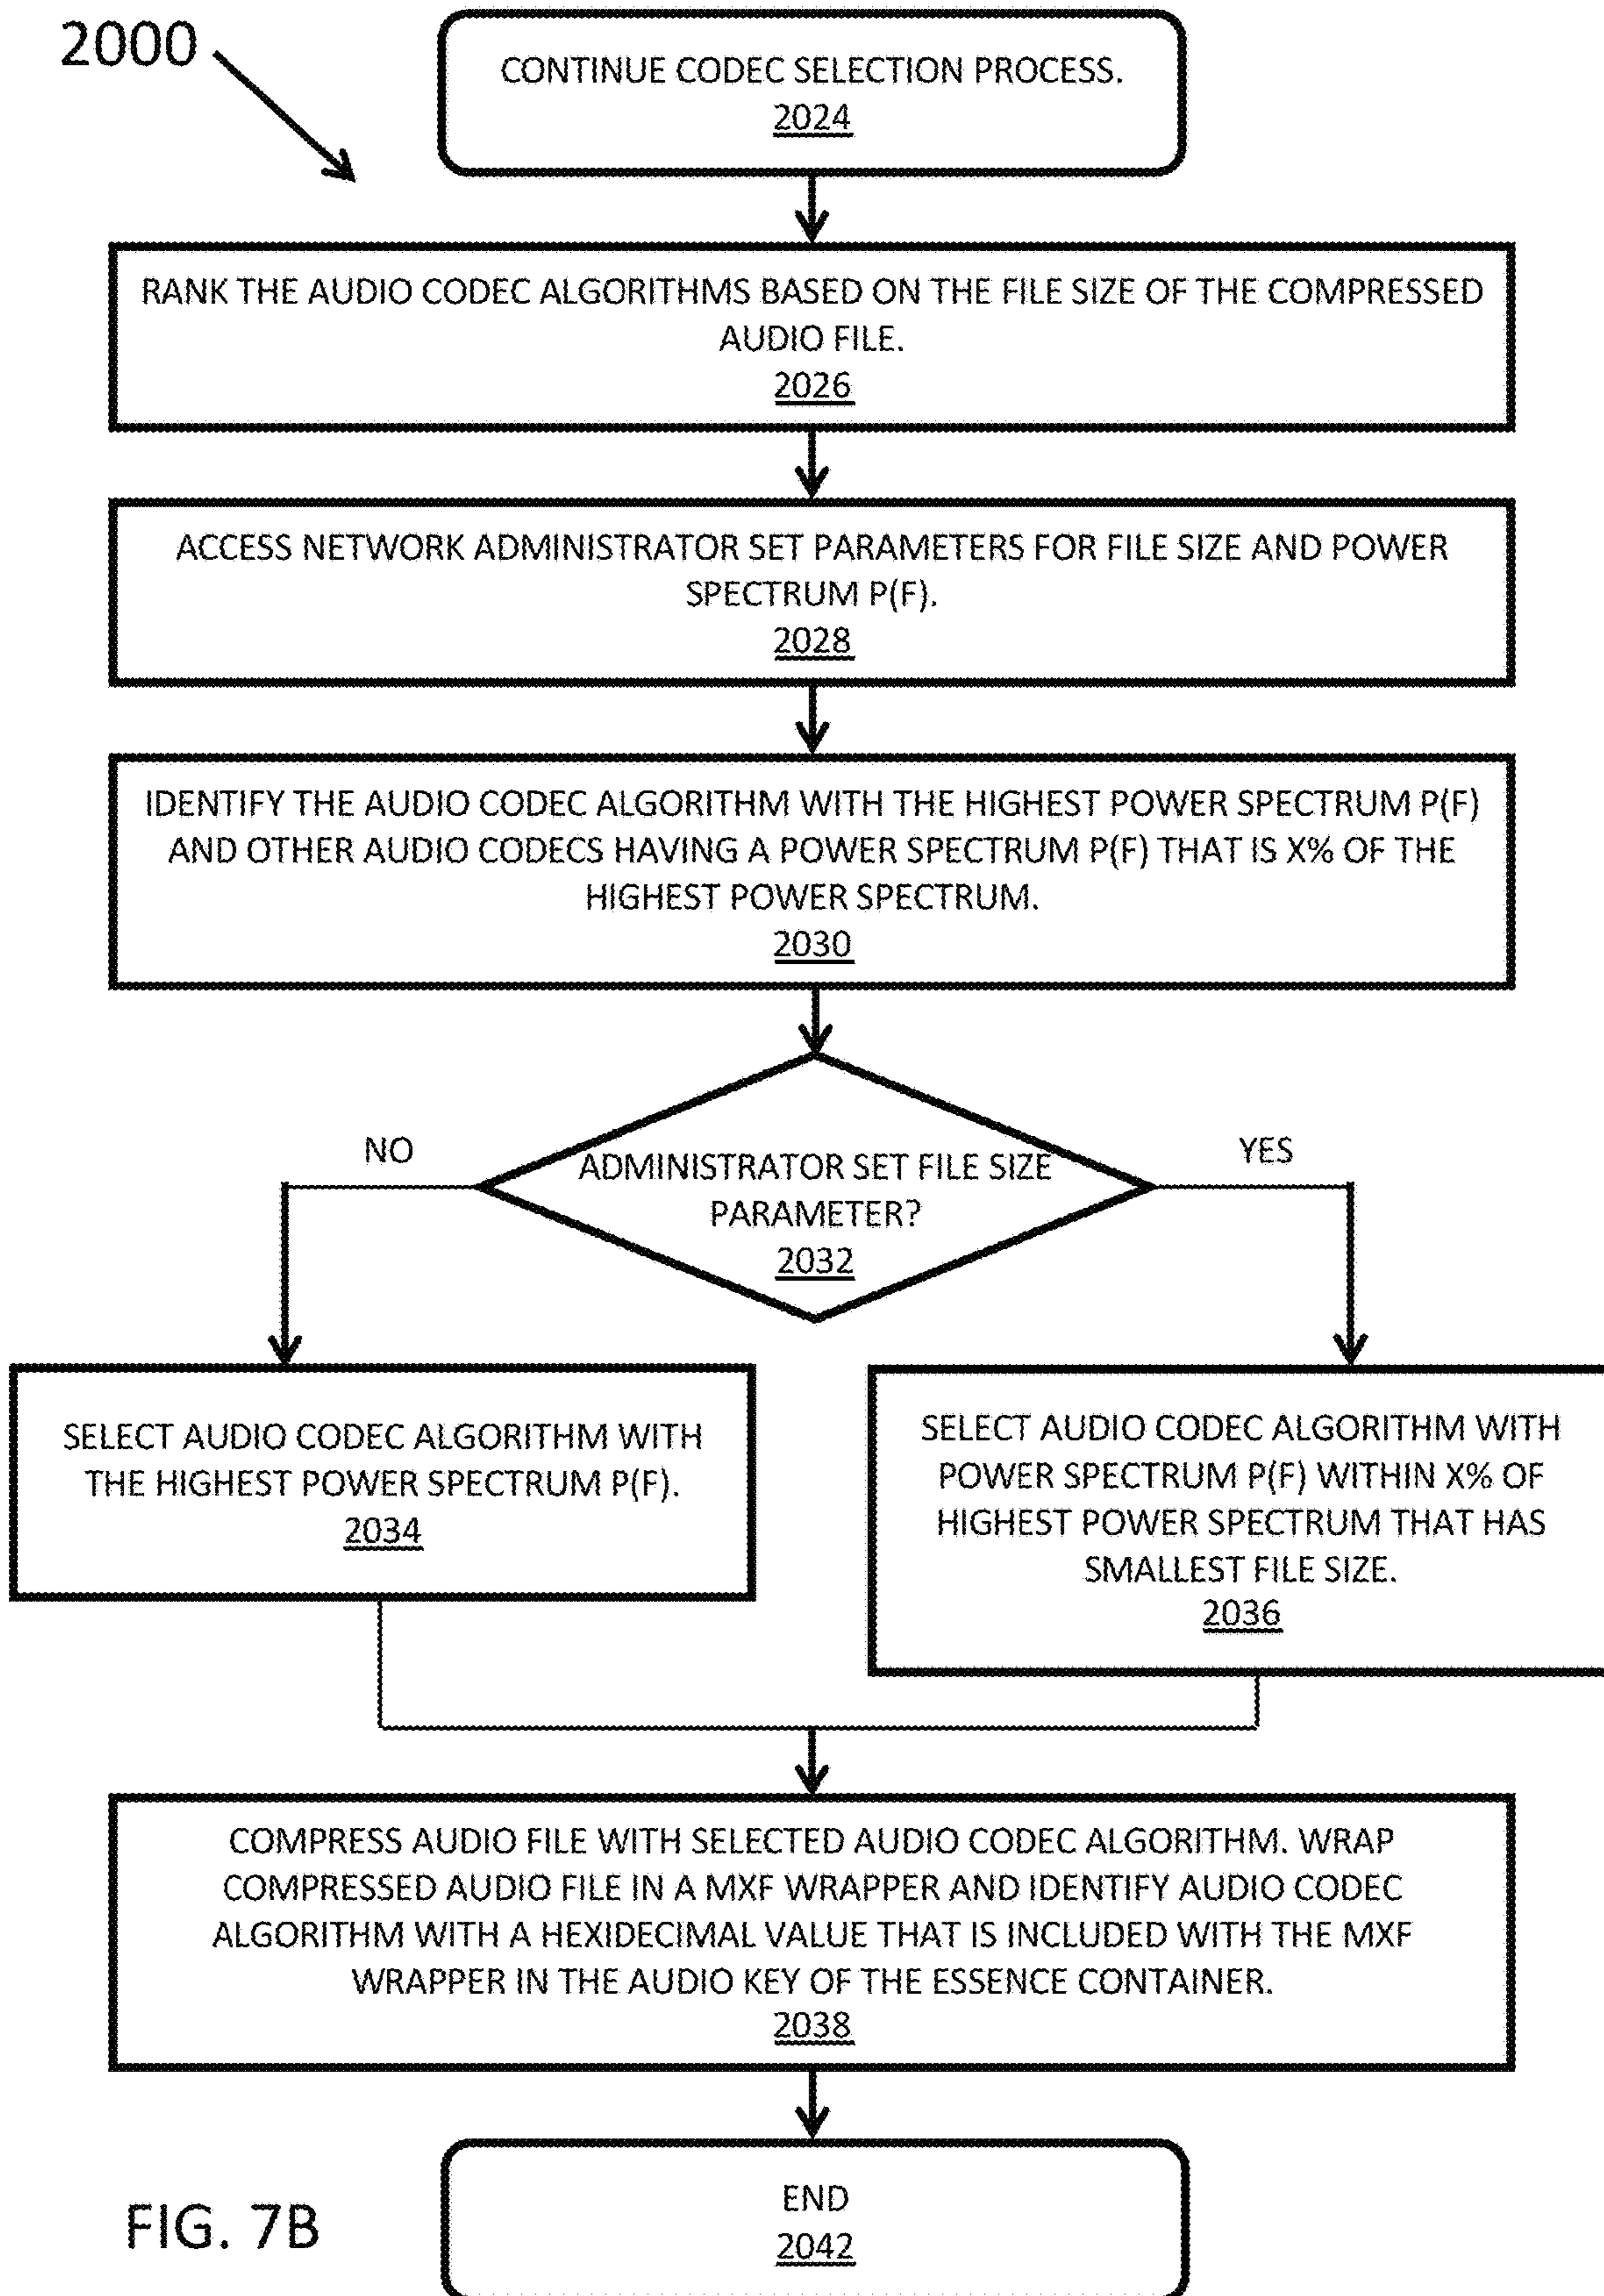 2000
CONTINUE CODEC SELECTION PROCESS.
2024
RANK THE AUDIO CODEC ALGORITHMS BASED ON THE FILE SIZE OF THE COMPRESSED
AUDIO FILE.
2026
ACCESS NETWORK ADMINISTRATOR SET PARAMETERS FOR FILE SIZE AND POWER
SPECTRUM P(F).
2028
IDENTIFY THE AUDIO CODEC ALGORITHM WITH THE HIGHEST POWER SPECTRUM P(F)
AND OTHER AUDIO CODECS HAVING A POWER SPECTRUM P(F) THAT IS X% OF THE
HIGHEST POWER SPECTRUM.
2030
NO
YES
ADMINISTRATOR SET FILE SIZE
PARAMETER?
2032
SELECT AUDIO CODEC ALGORITHM WITH
THE HIGHEST POWER SPECTRUM P(F).
2034
SELECT AUDIO CODEC ALGORITHM WITH
POWER SPECTRUM P(F) WITHIN X% OF
HIGHEST POWER SPECTRUM THAT HAS
SMALLEST FILE SIZE.
2036
COMPRESS AUDIO FILE WITH SELECTED AUDIO CODEC ALGORITHM. WRAP
COMPRESSED AUDIO FILE IN A MXF WRAPPER AND IDENTIFY AUDIO CODEC
ALGORITHM WITH A HEXIDECIMAL VALUE THAT IS INCLUDED WITH THE MXF
WRAPPER IN THE AUDIO KEY OF THE ESSENCE CONTAINER.
2038
END
2042
FIG. 7B